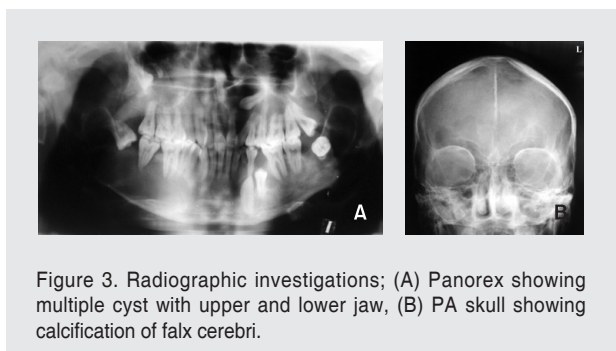 L
A
B
Figure 3. Radiographic investigations; (A) Panorex showing
multiple cyst with upper and lower jaw, (B) PA skull showing
calcification of falx cerebri.